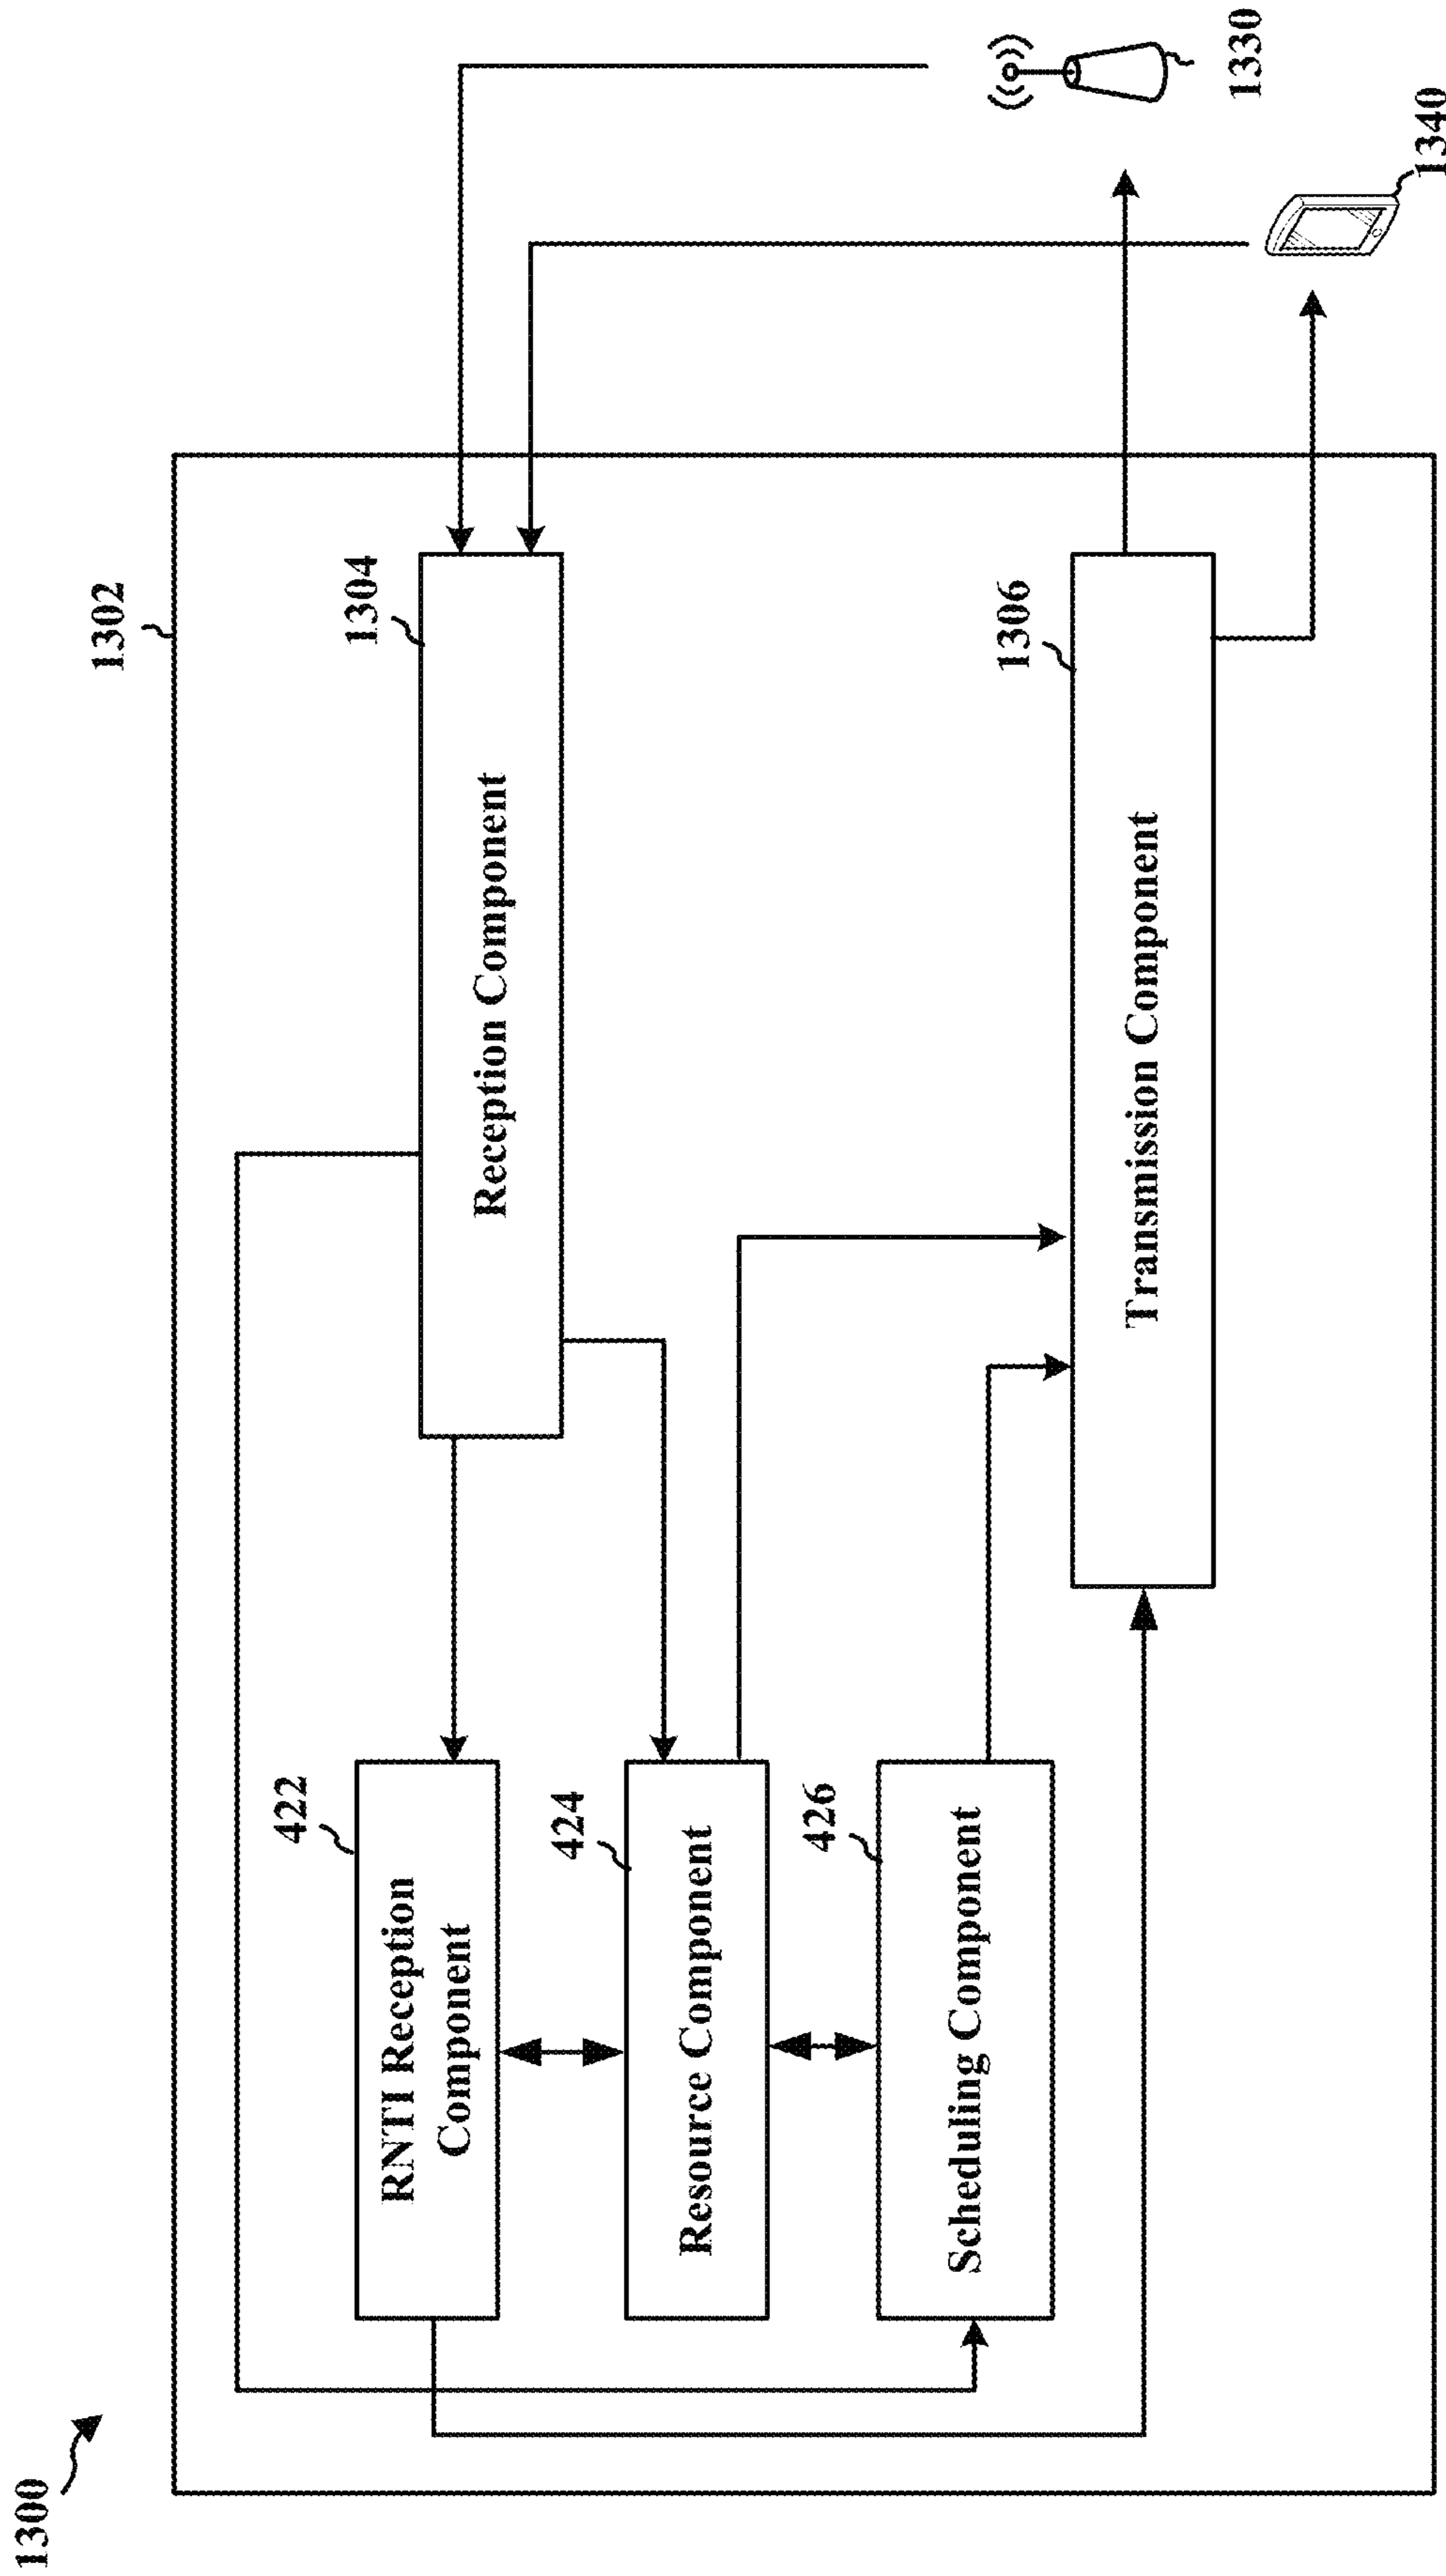 1300
1302
422
RNTI Reception
Component
1304
Reception Component
424
Resource Component
426
Scheduling Component
1306
Transmission Component
1330
1340